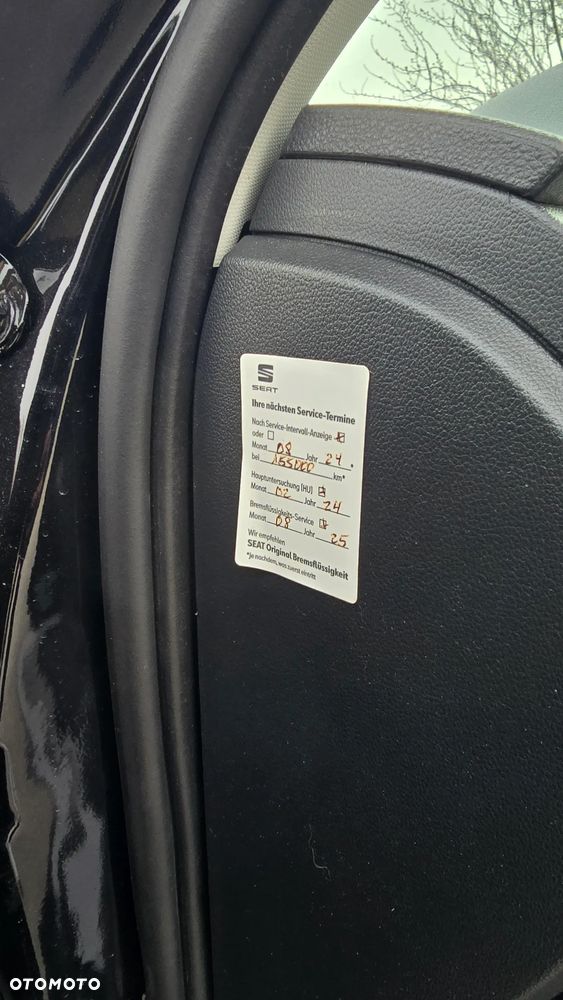 SEAT
Ihre nächsten Service-Termine
Nach Service-Intervall-Anzeige ☒
oder ☐
Monat 08 Jahr 24 *
bei 155000 km*
Hauptuntersuchung (HU) ☒
Monat 02 Jahr 24
Bremsflüssigkeits-Service ☒
Monat 08 Jahr 25
Wir empfehlen
SEAT Original Bremsflüssigkeit
*Je nachdem, was zuerst eintritt
OTOMOTO